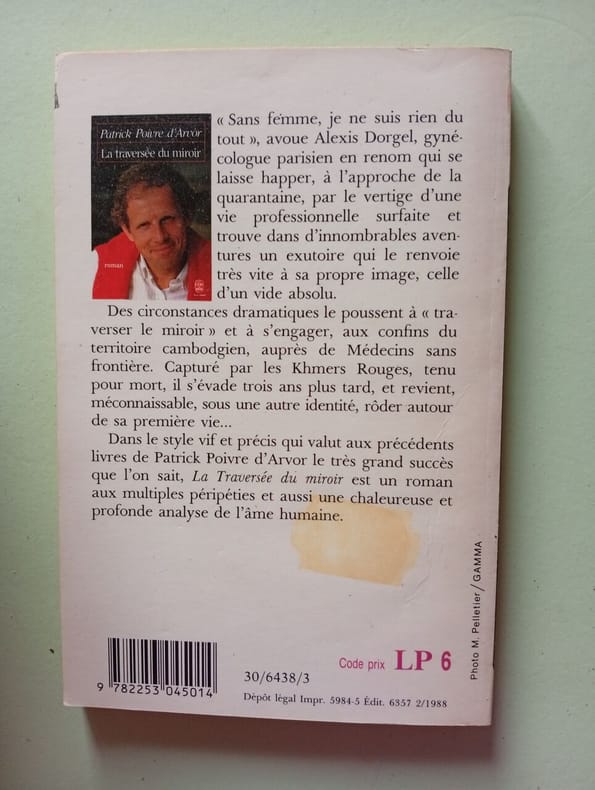 Patrick Poivre d'Arvor
La traversée du miroir
roman
« Sans femme, je ne suis rien du
tout », avoue Alexis Dorgel, gyné-
cologue parisien en renom qui se
laisse happer, à l'approche de la
quarantaine, par le vertige d'une
vie professionnelle surfaite et
trouve dans d'innombrables aven-
tures un exutoire qui le renvoie
très vite à sa propre image, celle
d'un vide absolu.
Des circonstances dramatiques le poussent à « tra-
verser le miroir » et à s'engager, aux confins du
territoire cambodgien, auprès de Médecins sans
frontière. Capturé par les Khmers Rouges, tenu
pour mort, il s'évade trois ans plus tard, et revient,
méconnaissable, sous une autre identité, rôder autour
de sa première vie...
Dans le style vif et précis qui valut aux précédents
livres de Patrick Poivre d'Arvor le très grand succès
que l'on sait, La Traversée du miroir est un roman
aux multiples péripéties et aussi une chaleureuse et
profonde analyse de l'âme humaine.
Photo M. Pelletier / GAMMA
Code prix LP 6
9 782253 045014
30/6438/3
Dépôt légal Impr. 5984-5 Édit. 6357 2/1988